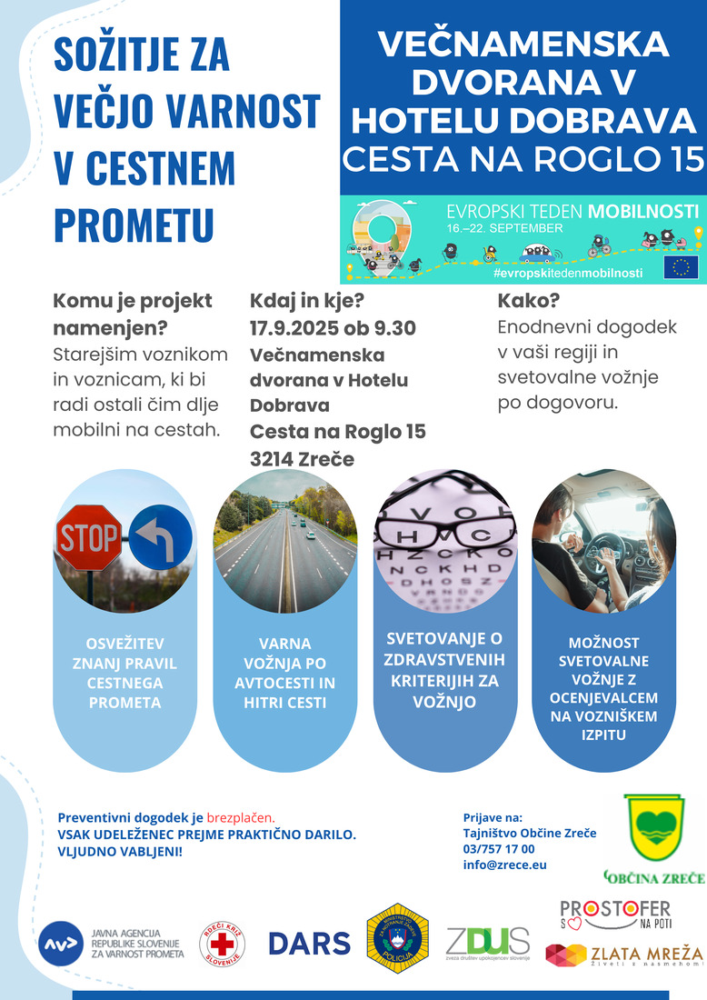 SOŽITJE ZA
VEČJO VARNOST
V CESTNEM
PROMETU
VEČNAMENSKA
DVORANA V
HOTELU DOBRAVA
CESTA NA ROGLO 15
EVROPSKI TEDEN MOBILNOSTI
16.–22. SEPTEMBER
#evropskitedenmobilnosti
Komu je projekt
namenjen?
Starejšim voznikom
in voznicam, ki bi
radi ostali čim dlje
mobilni na cestah.
Kdaj in kje?
17.9.2025 ob 9.30
Večnamenska
dvorana v Hotelu
Dobrava
Cesta na Roglo 15
3214 Zreče
Kako?
Enodnevni dogodek
v vaši regiji in
svetovalne vožnje
po dogovoru.
STOP
OSVEŽITEV
ZNANJ PRAVIL
CESTNEGA
PROMETA
VARNA
VOŽNJA PO
AVTOCESTI IN
HITRI CESTI
SVETOVANJE O
ZDRAVSTVENIH
KRITERIJIH ZA
VOŽNJO
MOŽNOST
SVETOVALNE
VOŽNJE Z
OCENJEVALCEM
NA VOZNIŠKEM
IZPITU
Preventivni dogodek je brezplačen.
VSAK UDELEŽENEC PREJME PRAKTIČNO DARILO.
VLJUDNO VABLJENI!
Prijave na:
Tajništvo Občine Zreče
03/757 17 00
info@zrece.eu
OBČINA ZREČE
JAVNA AGENCIJA
REPUBLIKE SLOVENIJE
ZA VARNOST PROMETA
RDEČI KRIŽ
SLOVENIJE
DARS
MINISTRSTVO
ZA NOTRANJE ZADEVE
POLICIJA
ZDUS
zveza društev upokojencev slovenije
PROSTOFER
S NA POTI
ZLATA MREŽA
Živeti z nasmehom!